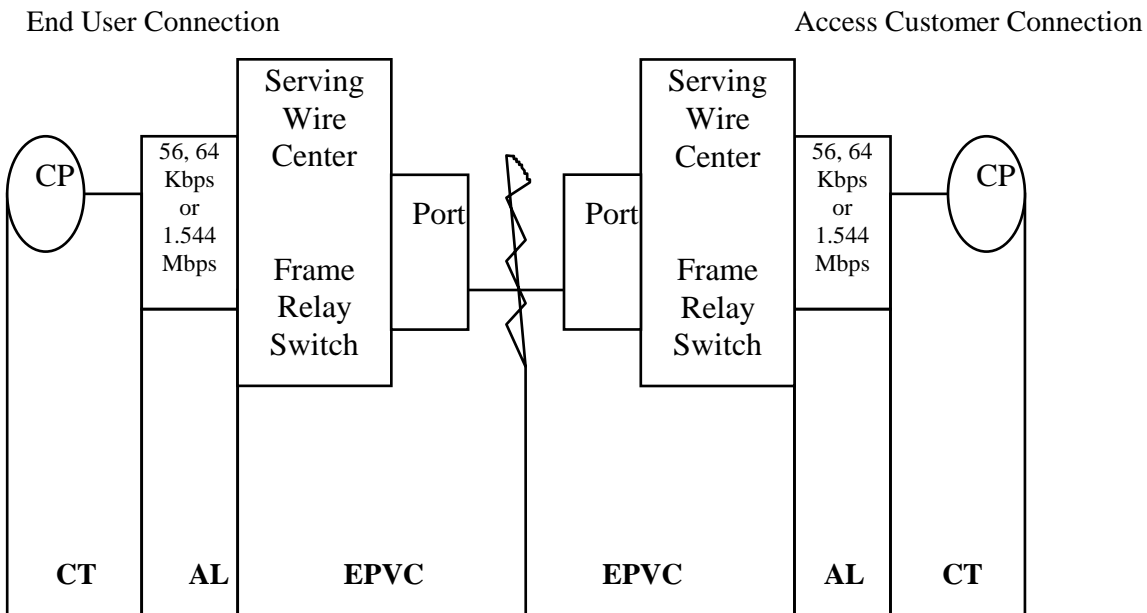 End User Connection
Access Customer Connection
CP
56, 64
Kbps
or
1.544
Mbps
Serving
Wire
Center
Frame
Relay
Switch
Port
Port
Serving
Wire
Center
Frame
Relay
Switch
56, 64
Kbps
or
1.544
Mbps
CP
CT
AL
EPVC
EPVC
AL
CT